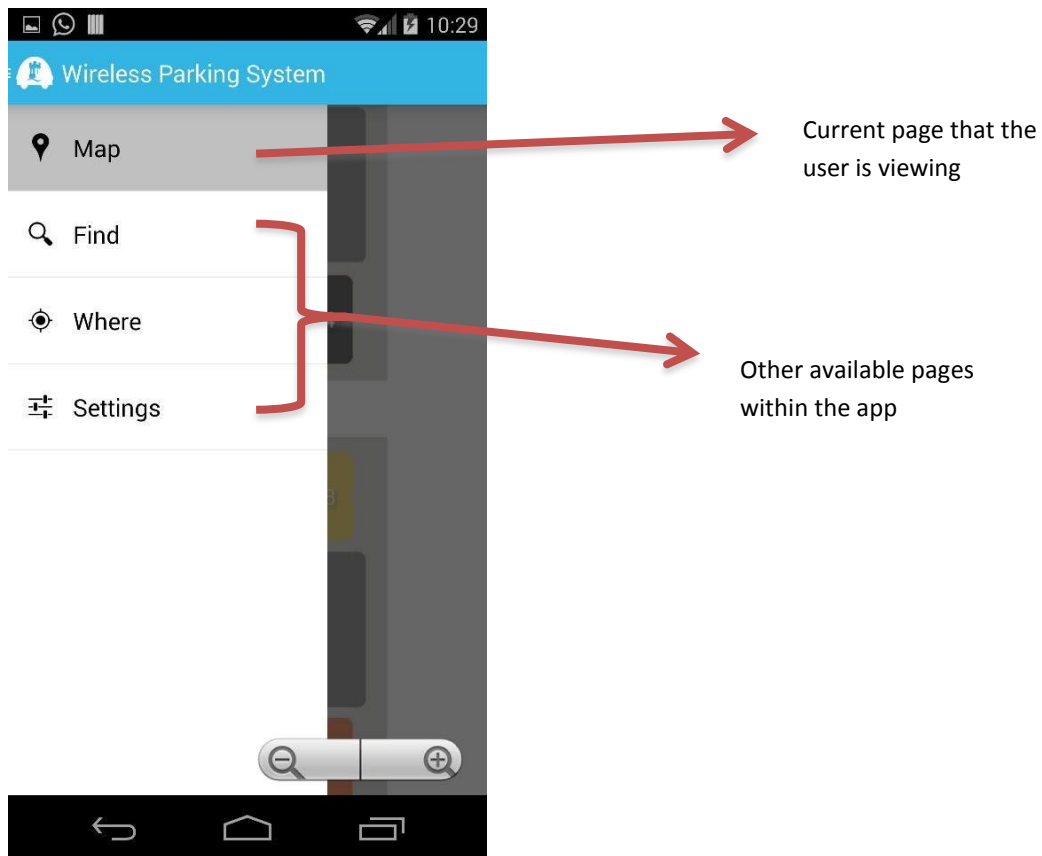 10:29
Wireless Parking System
Map
Find
Where
Settings
Current page that the
user is viewing
Other available pages
within the app